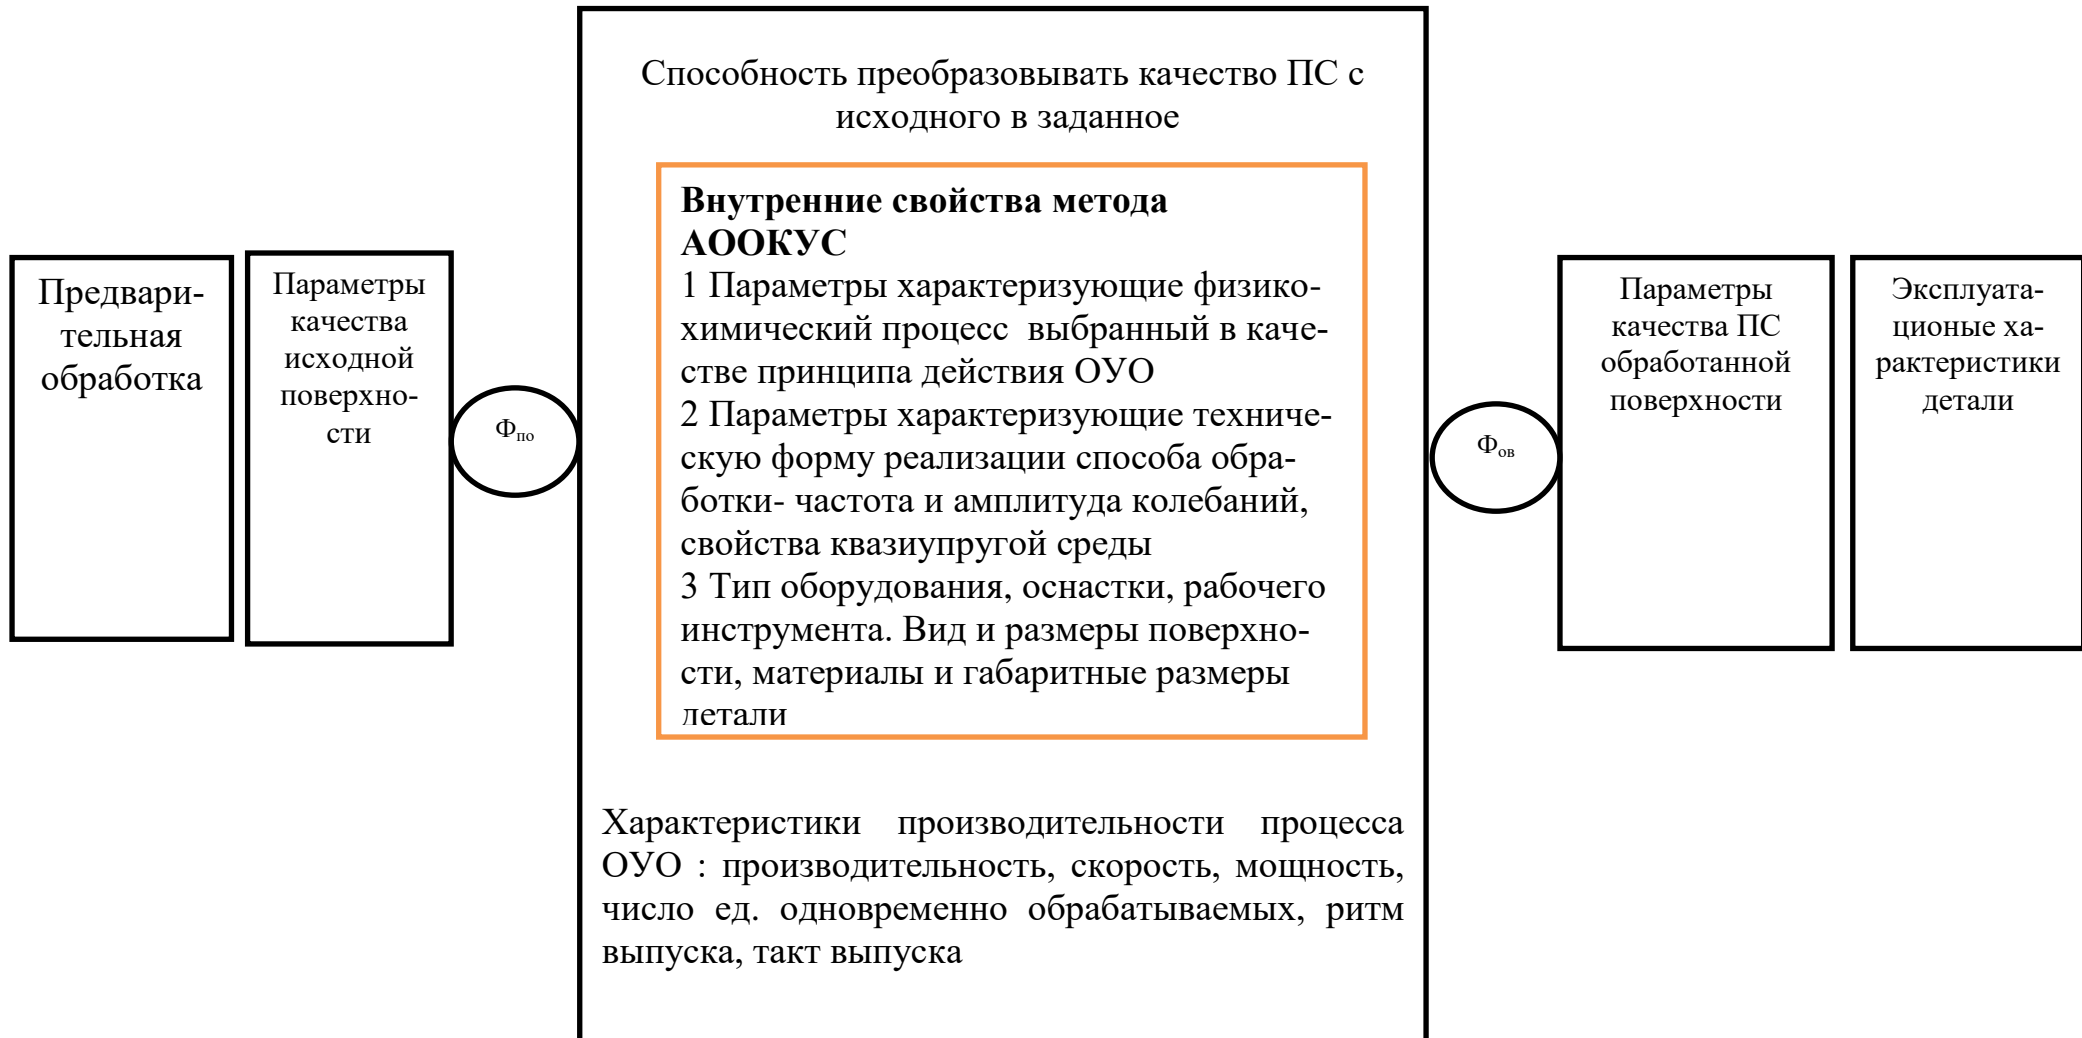 Предвари-
тельная
обработка
Параметры
качества
исходной
поверхно-
сти
Φпо
Способность преобразовывать качество ПС с
исходного в заданное
Внутренние свойства метода
АООКУС
1 Параметры характеризующие физико-
химический процесс выбранный в каче-
стве принципа действия ОУО
2 Параметры характеризующие техниче-
скую форму реализации способа обра-
ботки- частота и амплитуда колебаний,
свойства квазиупругой среды
3 Тип оборудования, оснастки, рабочего
инструмента. Вид и размеры поверхно-
сти, материалы и габаритные размеры
детали
Характеристики производительности процесса
ОУО : производительность, скорость, мощность,
число ед. одновременно обрабатываемых, ритм
выпуска, такт выпуска
Φов
Параметры
качества ПС
обработанной
поверхности
Эксплуата-
ционые ха-
рактеристики
детали